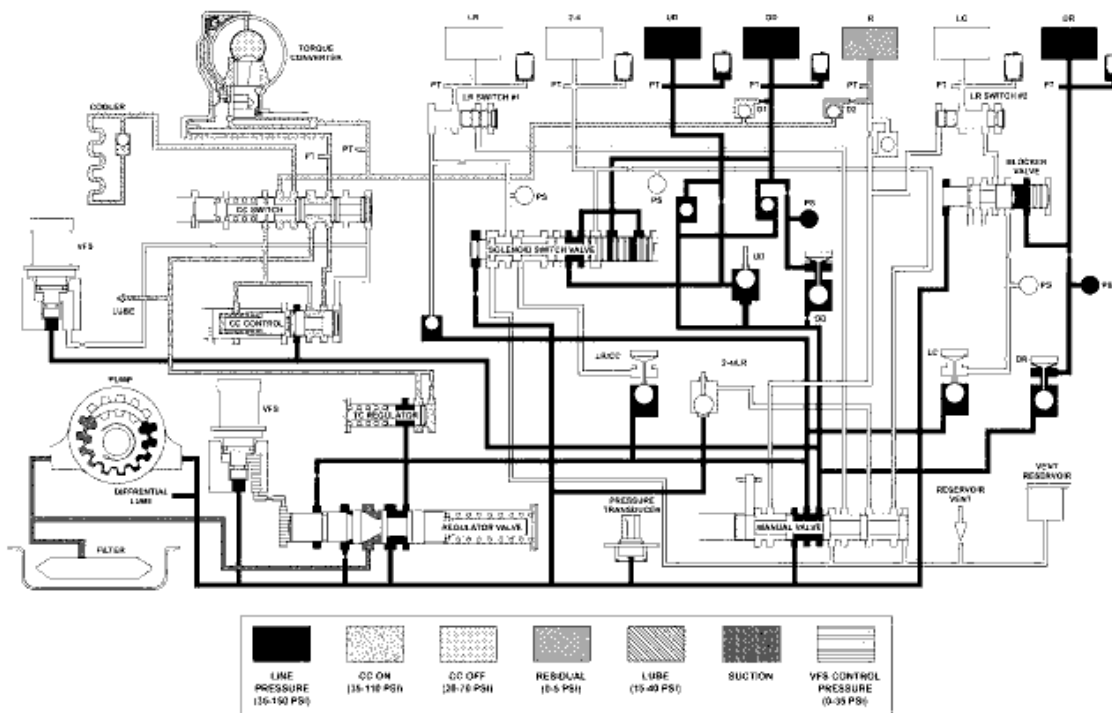 LR
2-4
UD
OD
R
LC
DR
TORQUE
CONVERTER
PT
PT
PT
PT
PT
PT
PT
LR SWITCH #1
LR SWITCH #2
D1
D2
COOLER
PT
PT
BLOCKER
VALVE
CC SWITCH
PS
PS
PS
VFS
SOLENOID SWITCH VALVE
UD
OD
PS
PS
LUBE
CC CONTROL
LR/CC
2-4/LR
LC
DR
PUMP
VFS
TC REGULATOR
DIFFRENTIAL
LUBE
PRESSURE
TRANSDUCER
RESERVOIR
VENT
VENT
RESERVOIR
REGULATOR VALVE
MANUAL VALVE
FILTER
LINE
PRESSURE
(35-150 PSI)
CC ON
(35-110 PSI)
CC OFF
(20-70 PSI)
RESIDUAL
(0-5 PSI)
LUBE
(15-40 PSI)
SUCTION
VFS CONTROL
PRESSURE
(0-35 PSI)